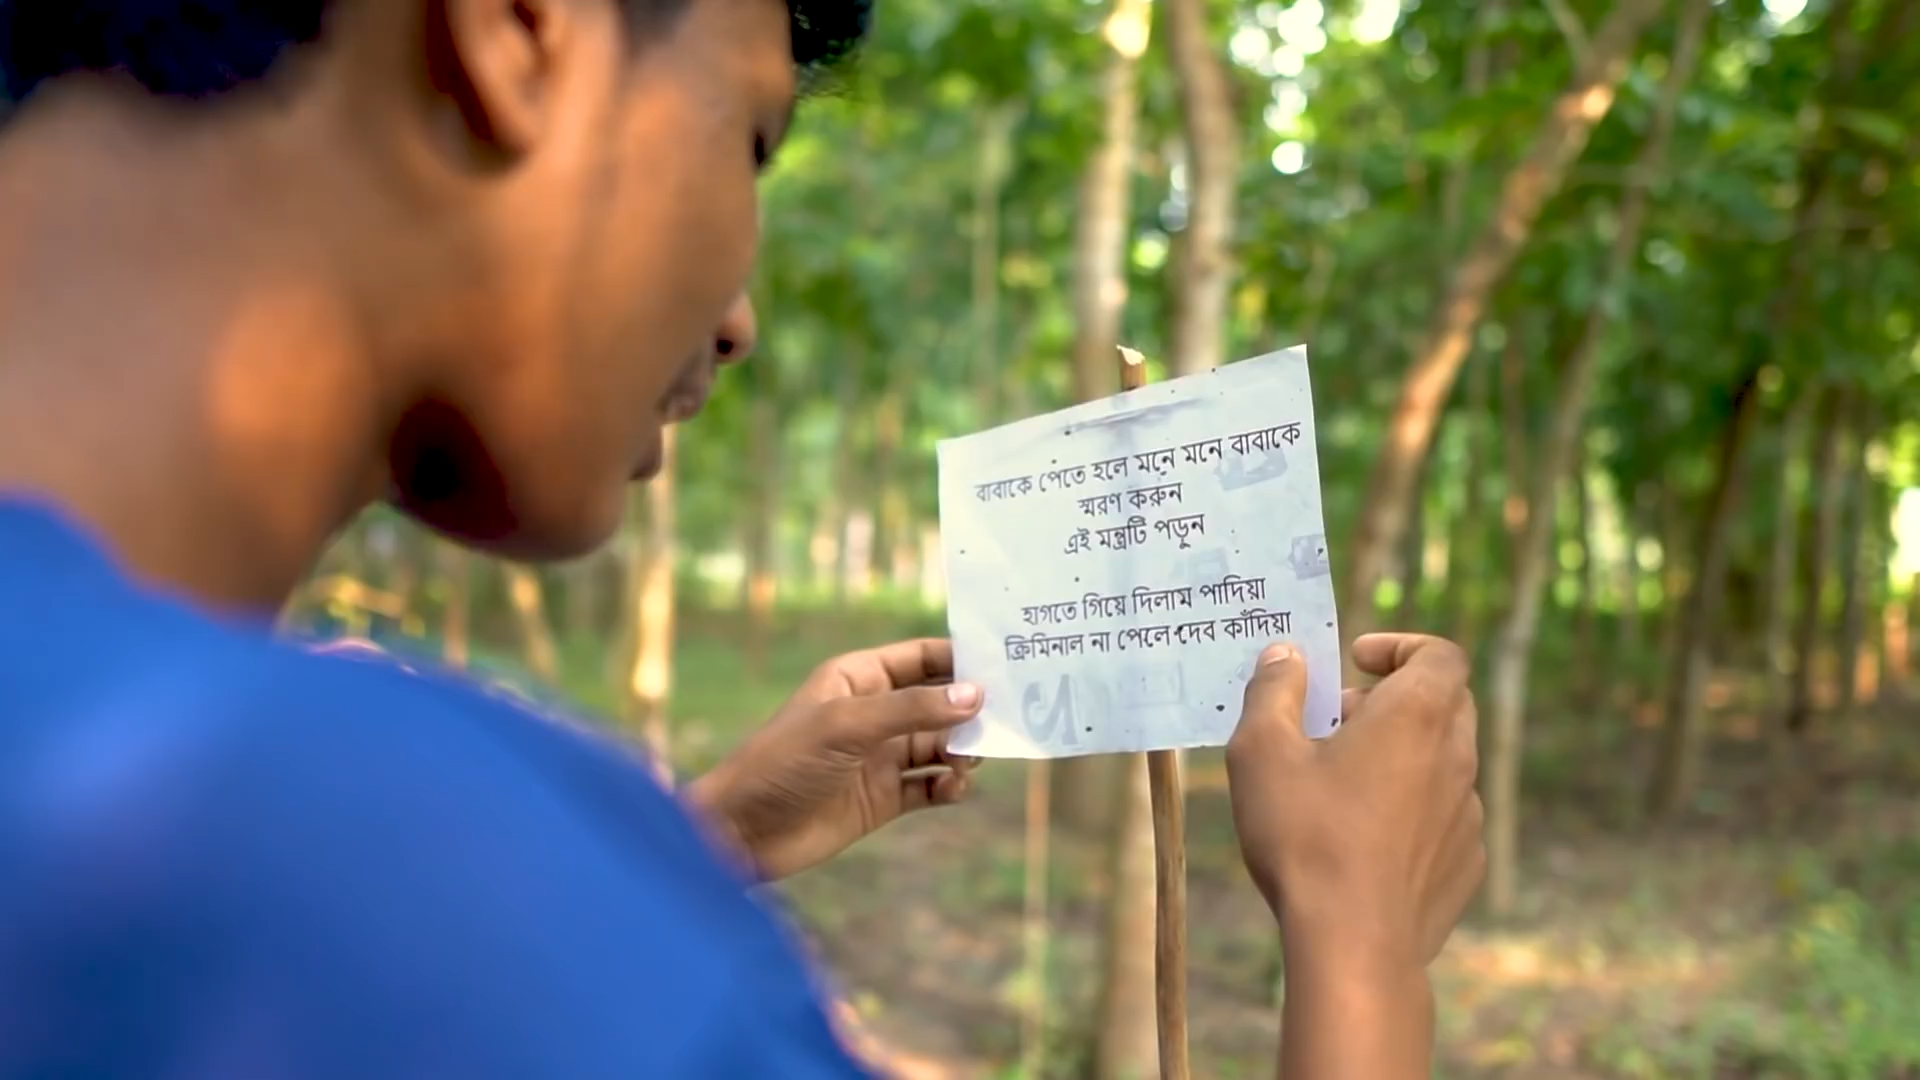 বাবাকে পেতে হলে মনে মনে বাবাকে
স্মরণ করুন
এই মন্ত্রটি পড়ুন
হাগতে গিয়ে দিলাম পাদিয়া
ক্রিমিনাল না পেলে দেব কাঁদিয়া